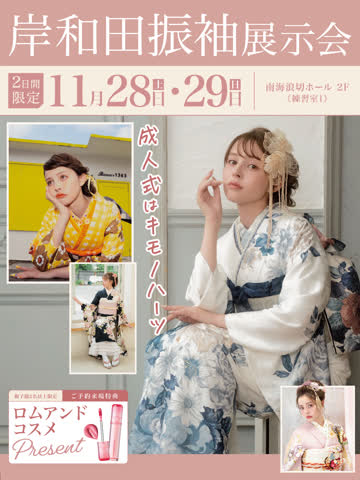 岸和田振袖展示会
2日間
限定
11月28日土・29日日
南海浪切ホール 2F
(練習室1)
成人式はキモノハーツ
ご予約来場特典
ロムアンド
コスメ
Present